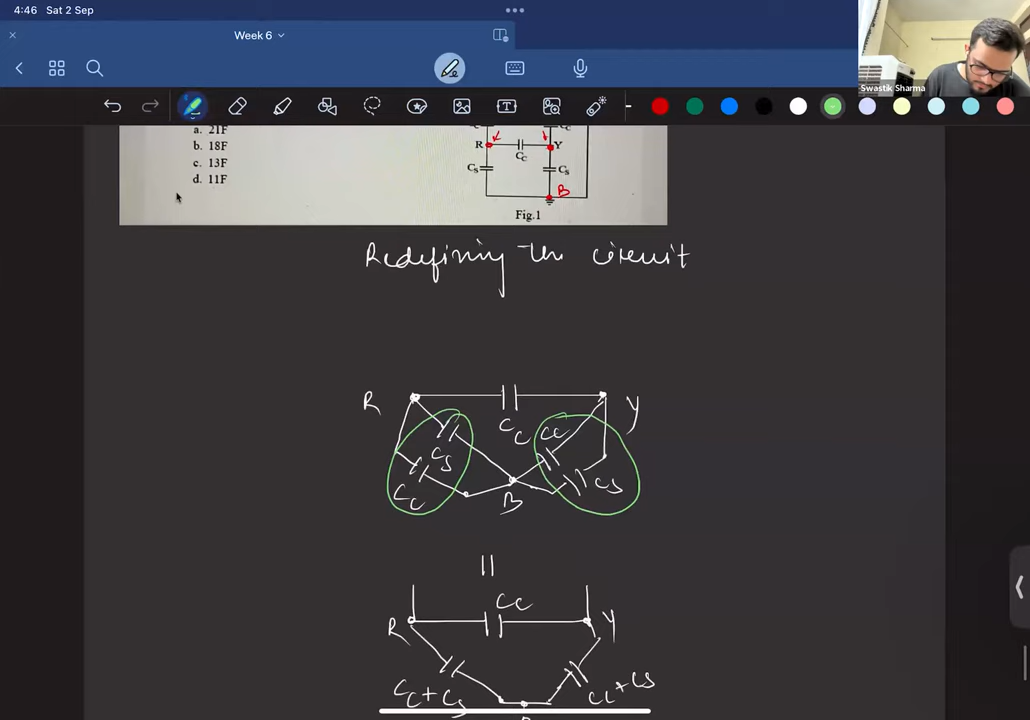 4:46 Sat 2 Sep
Week 6
Swastik Sharma
a. 21F
b. 18F
c. 13F
d. 11F
R Cc Y
Cs Cs
B
Fig.1
Redefining the circuit
R Y
Cc
Cs CC
Cc B Cs
||
CC
R Y
Cc + Cs CC + CS